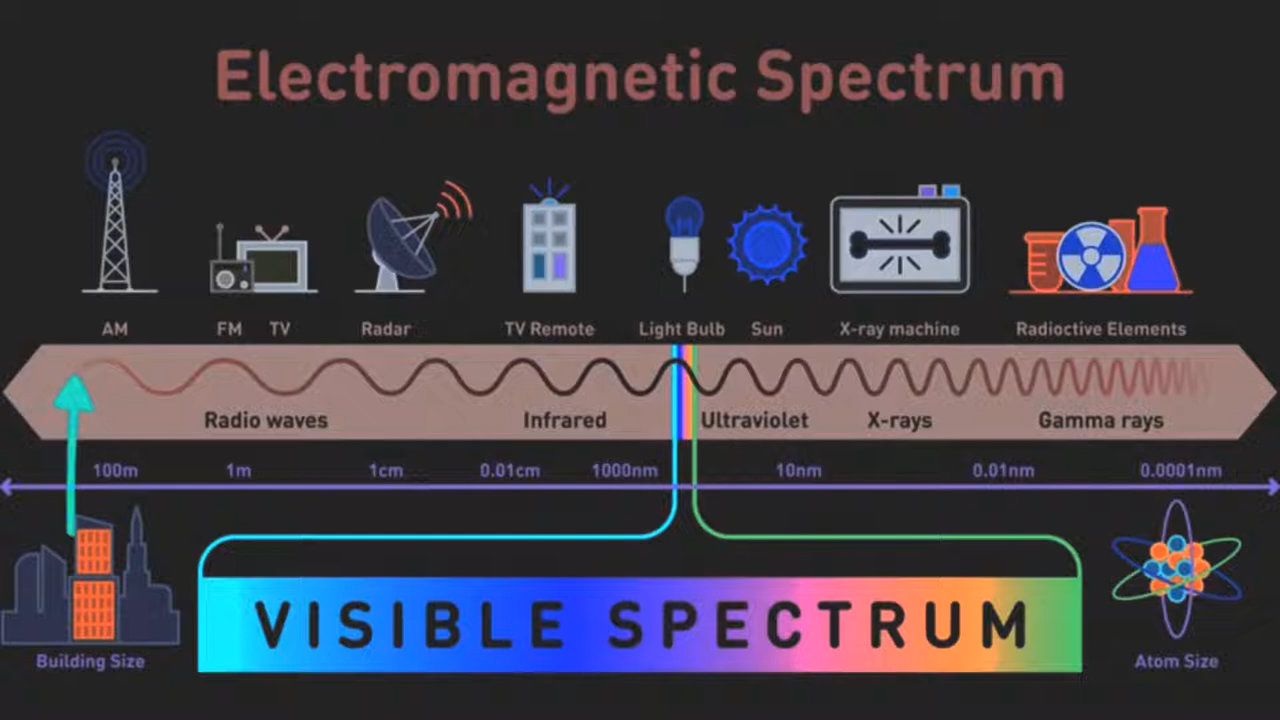 Electromagnetic Spectrum
AM FM TV Radar TV Remote Light Bulb Sun X-ray machine Radioctive Elements
Radio waves Infrared Ultraviolet X-rays Gamma rays
100m 1m 1cm 0.01cm 1000nm 10nm 0.01nm 0.0001nm
VISIBLE SPECTRUM
Building Size Atom Size